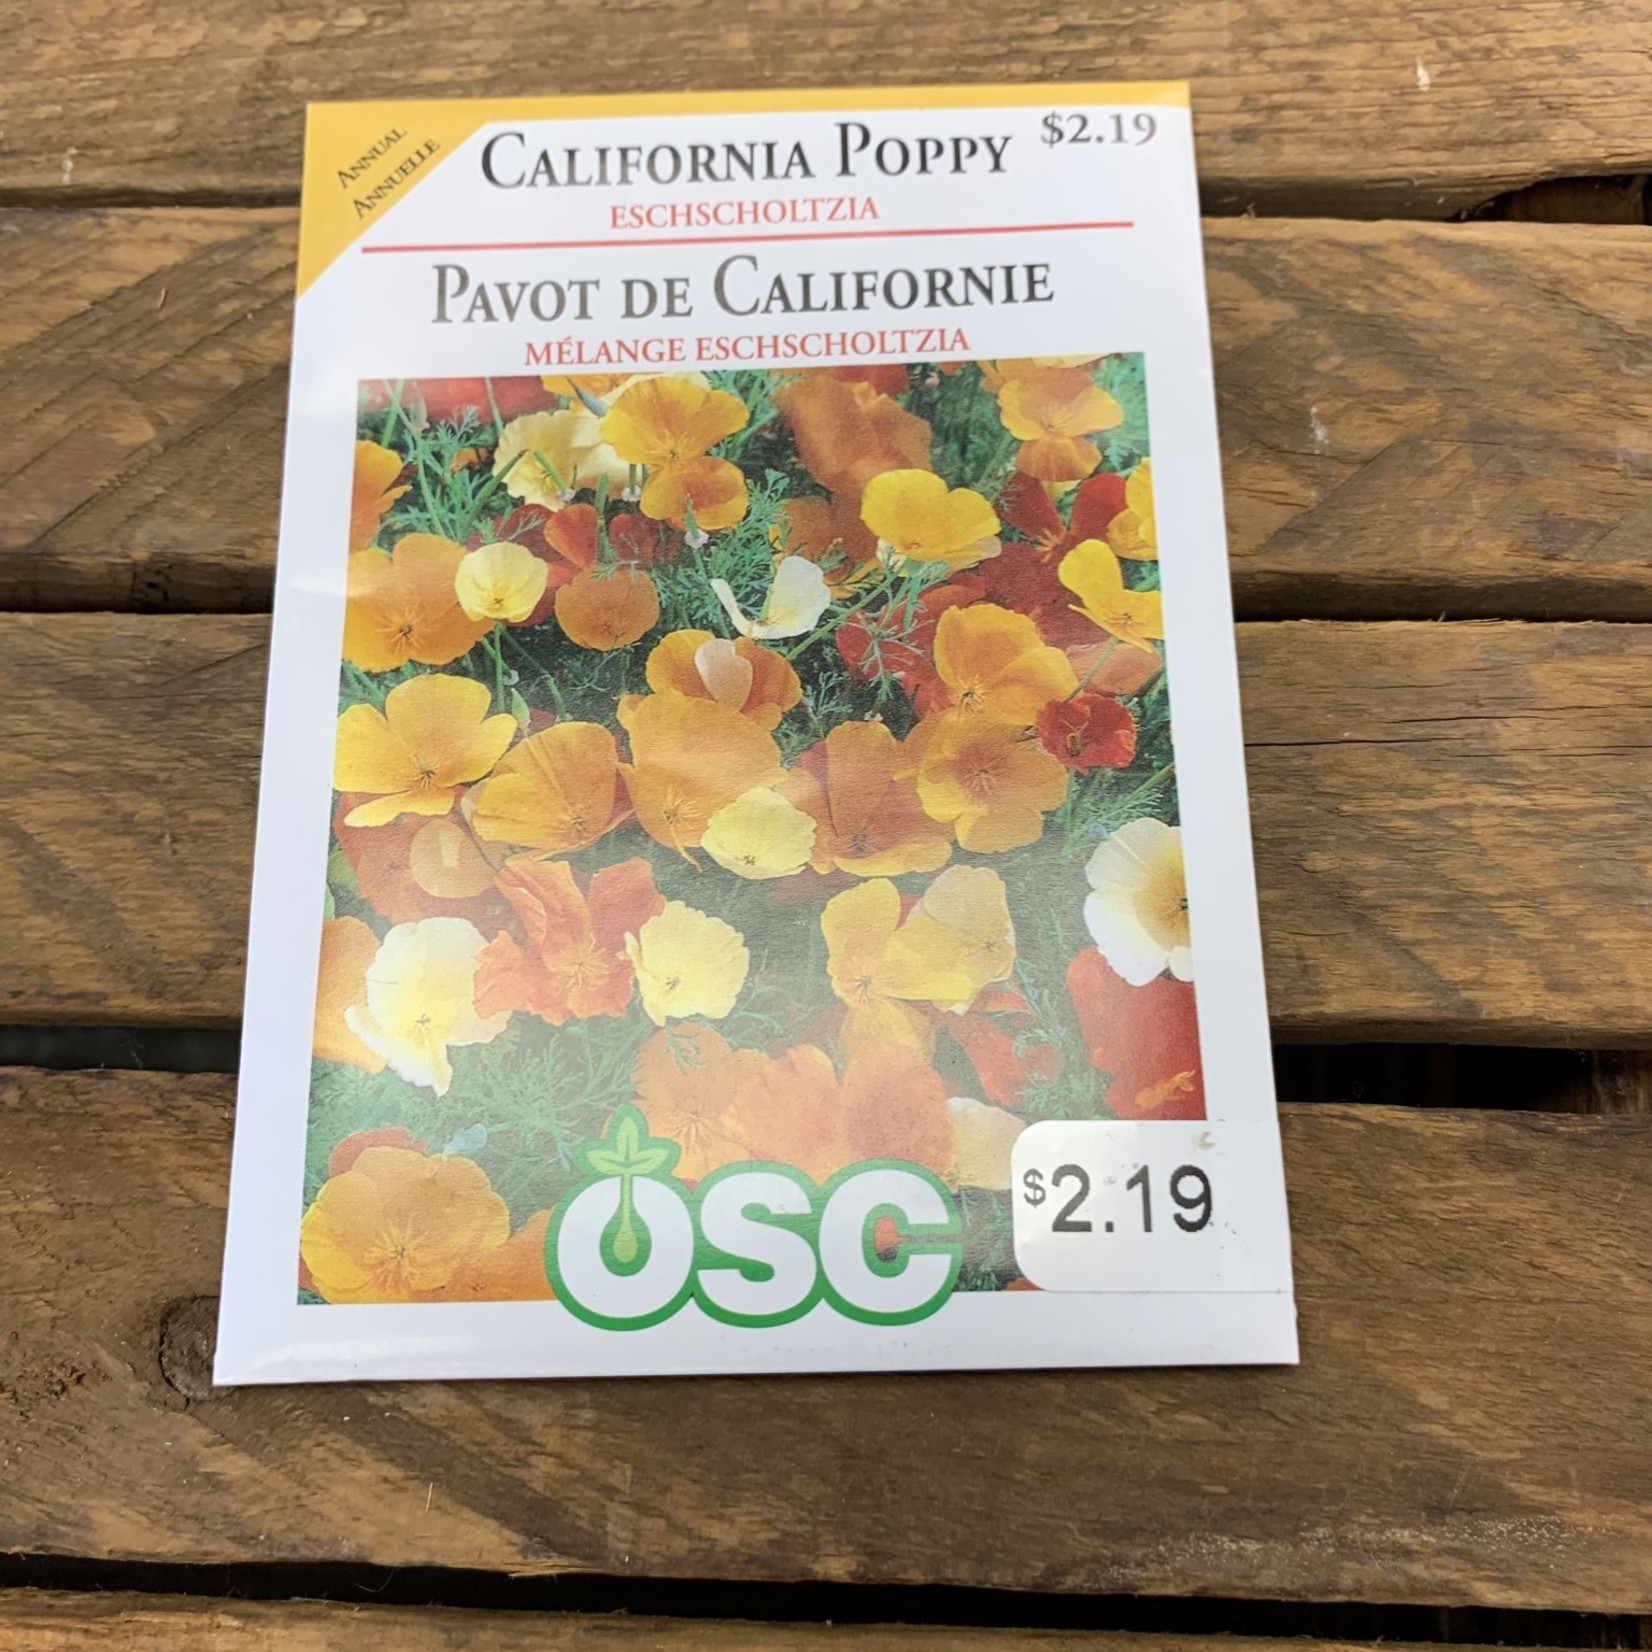 ANNUAL
ANNUELLE
CALIFORNIA POPPY
$2.19
ESCHSCHOLTZIA
PAVOT DE CALIFORNIE
MÉLANGE ESCHSCHOLTZIA
OSC
$2.19